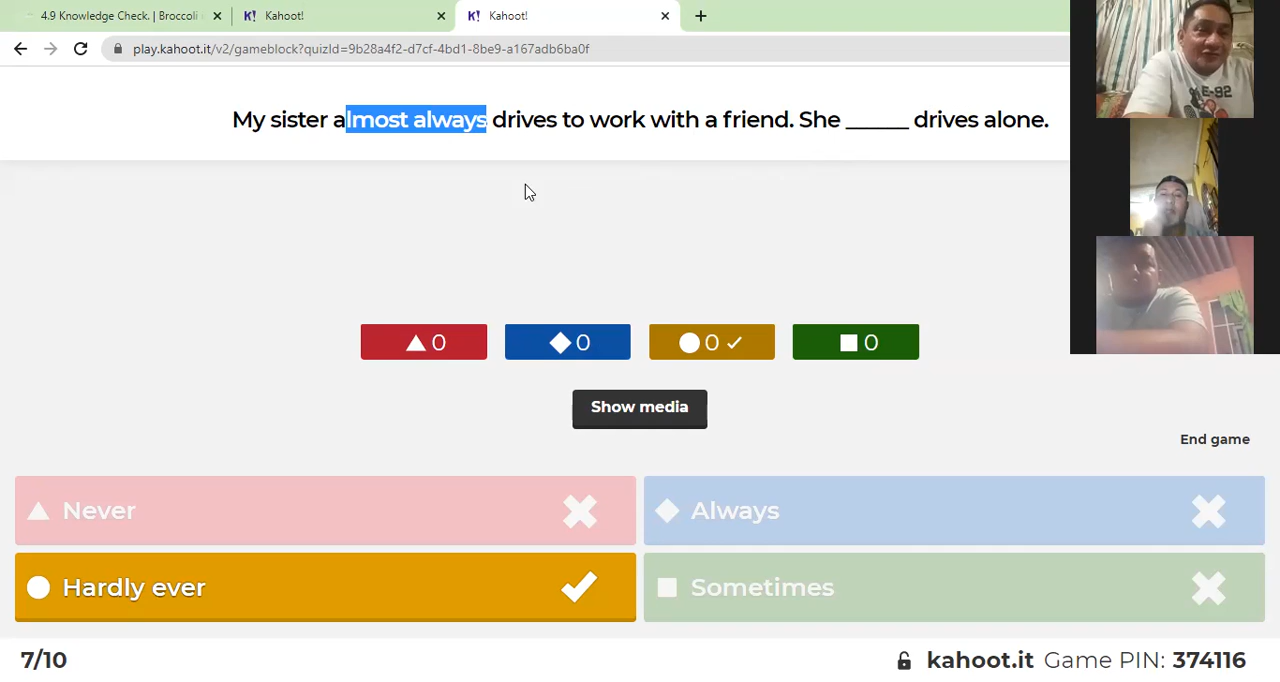 4.9 Knowledge Check. | Broccoli
K! Kahoot!
K! Kahoot!
play.kahoot.it/v2/gameblock?quizId=9b28a4f2-d7cf-4bd1-8be9-a167adb6ba0f
My sister almost always drives to work with a friend. She ______ drives alone.
E-92
0 0 0 0
Show media
End game
Never
Always
Hardly ever
Sometimes
7/10
kahoot.it Game PIN: 374116